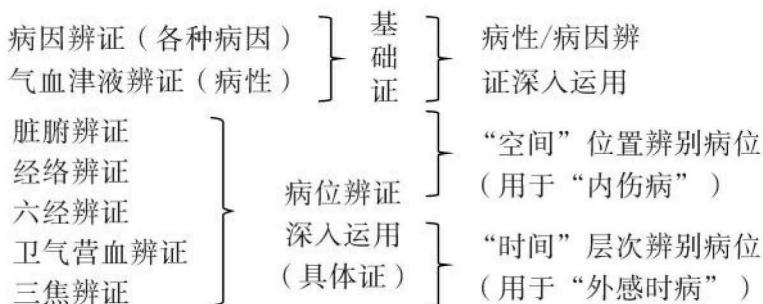 病因辨证（各种病因）
气血津液辨证（病性）
基
础
证
病性/病因辨
证深入运用
脏腑辨证
经络辨证
六经辨证
卫气营血辨证
三焦辨证
病位辨证
深入运用
（具体证）
“空间”位置辨别病位
（用于“内伤病”）
“时间”层次辨别病位
（用于“外感时病”）